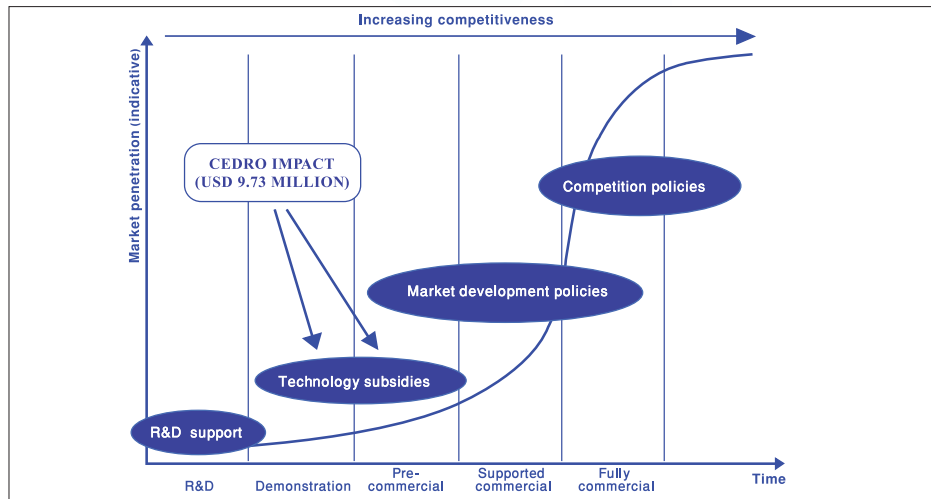 Increasing competitiveness
Market penetration (indicative)
CEDRO IMPACT
(USD 9.73 MILLION)
Competition policies
Market development policies
Technology subsidies
R&D support
R&D
Demonstration
Pre-
commercial
Supported
commercial
Fully
commercial
Time